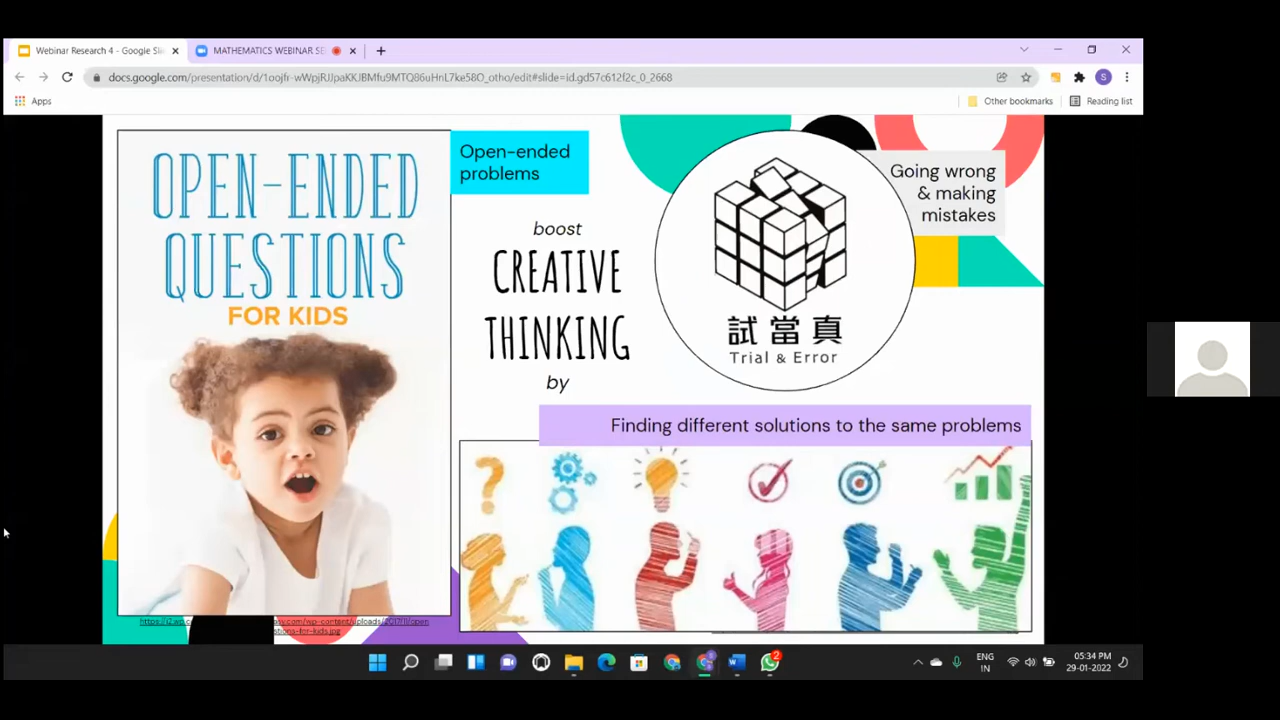 Webinar Research 4 - Google Sli
MATHEMATICS WEBINAR SE
docs.google.com/presentation/d/
/edit#slide=id.gd57c612f2c_0_2668
Apps
Other bookmarks
Reading list
OPEN-ENDED
QUESTIONS
FOR KIDS
Open-ended
problems
boost
CREATIVE
THINKING
by
試當真
Trial & Error
Going wrong
& making
mistakes
Finding different solutions to the same problems
?
S
2
ENG
IN
05:34 PM
29-01-2022